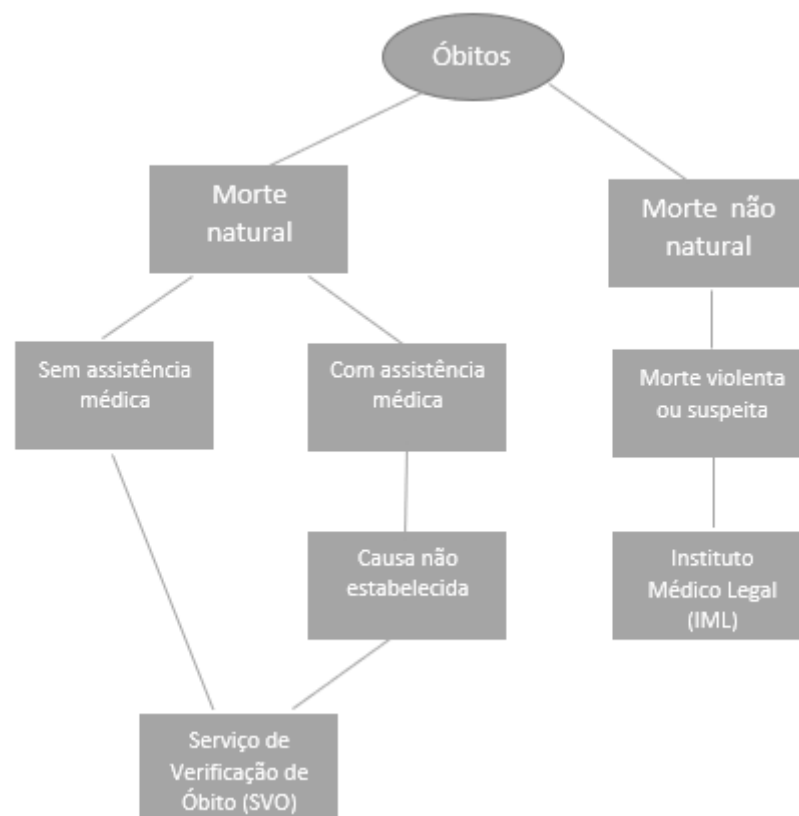 Óbitos
Morte
natural
Morte não
natural
Sem assistência
médica
Com assistência
médica
Morte violenta
ou suspeita
Causa não
estabelecida
Instituto
Médico Legal
(IML)
Serviço de
Verificação de
Óbito (SVO)